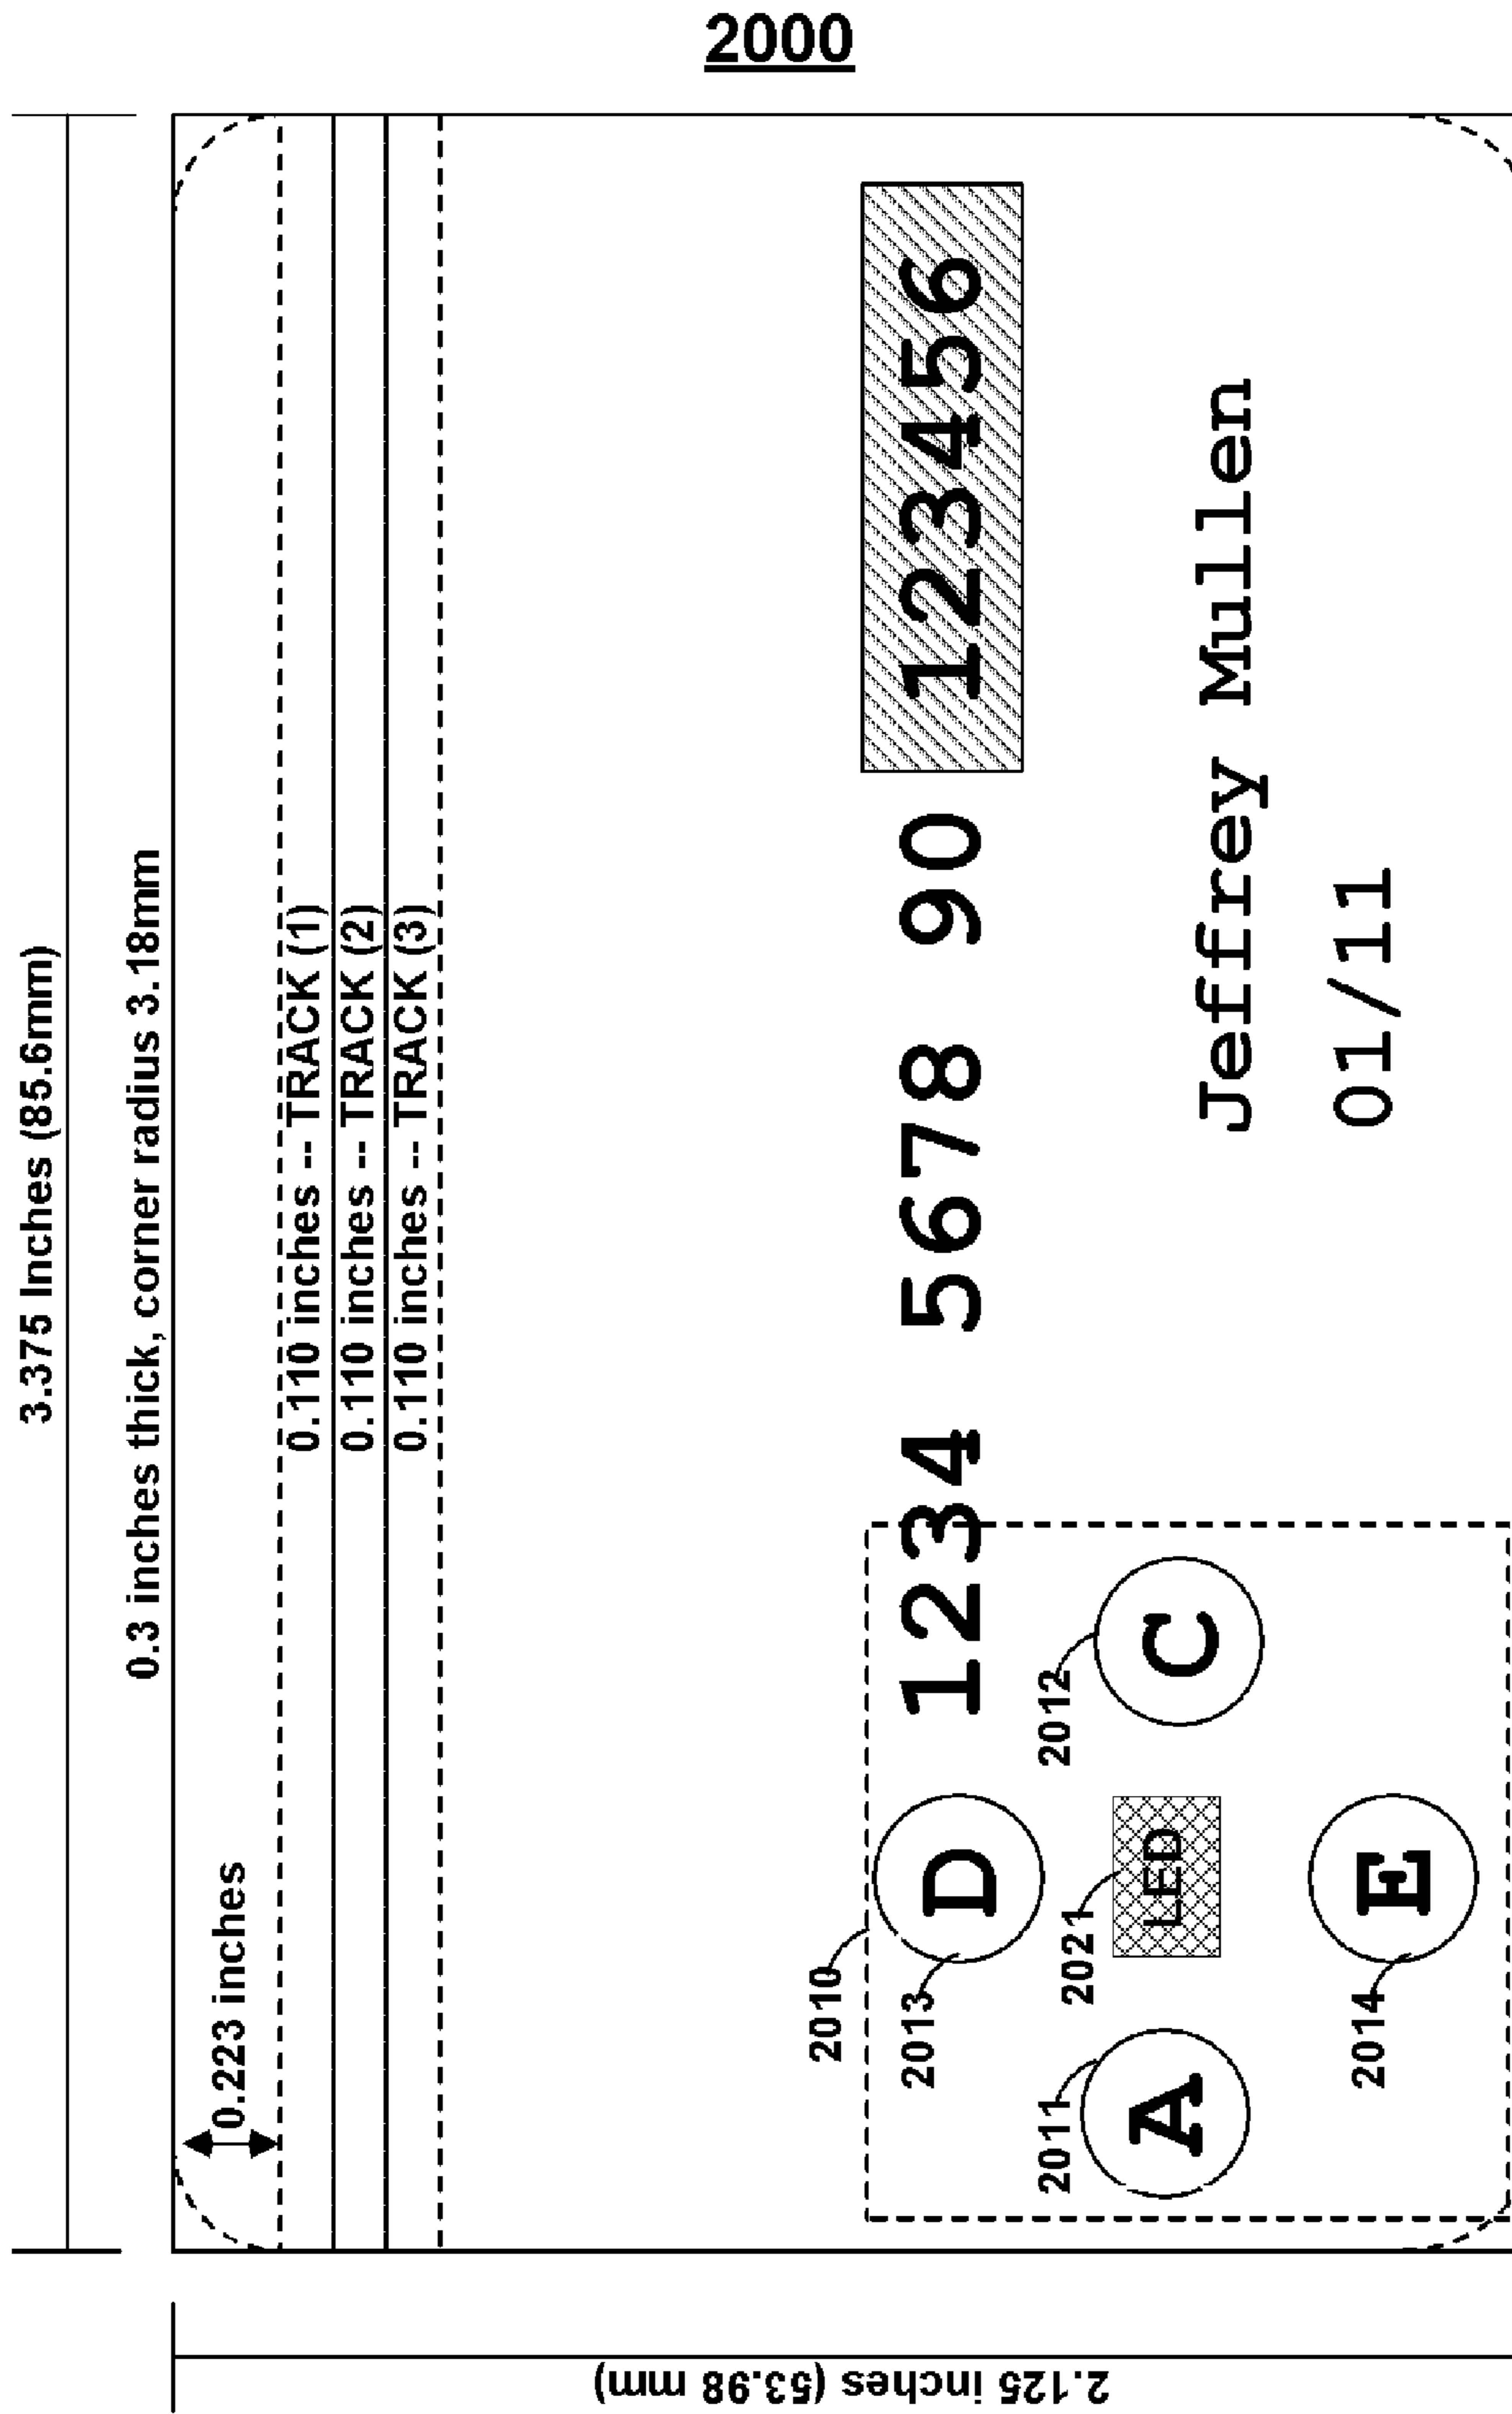 2000
3.375 Inches (85.6mm)
0.3 inches thick, corner radius 3.18mm
0.223 inches
0.110 inches -- TRACK (1)
0.110 inches -- TRACK (2)
0.110 inches -- TRACK (3)
2.125 inches (53.98 mm)
2010
2013
D
1234 5678 90 123456
2011
A
2021
LED
2012
C
Jeffrey Mullen
2014
E
01/11